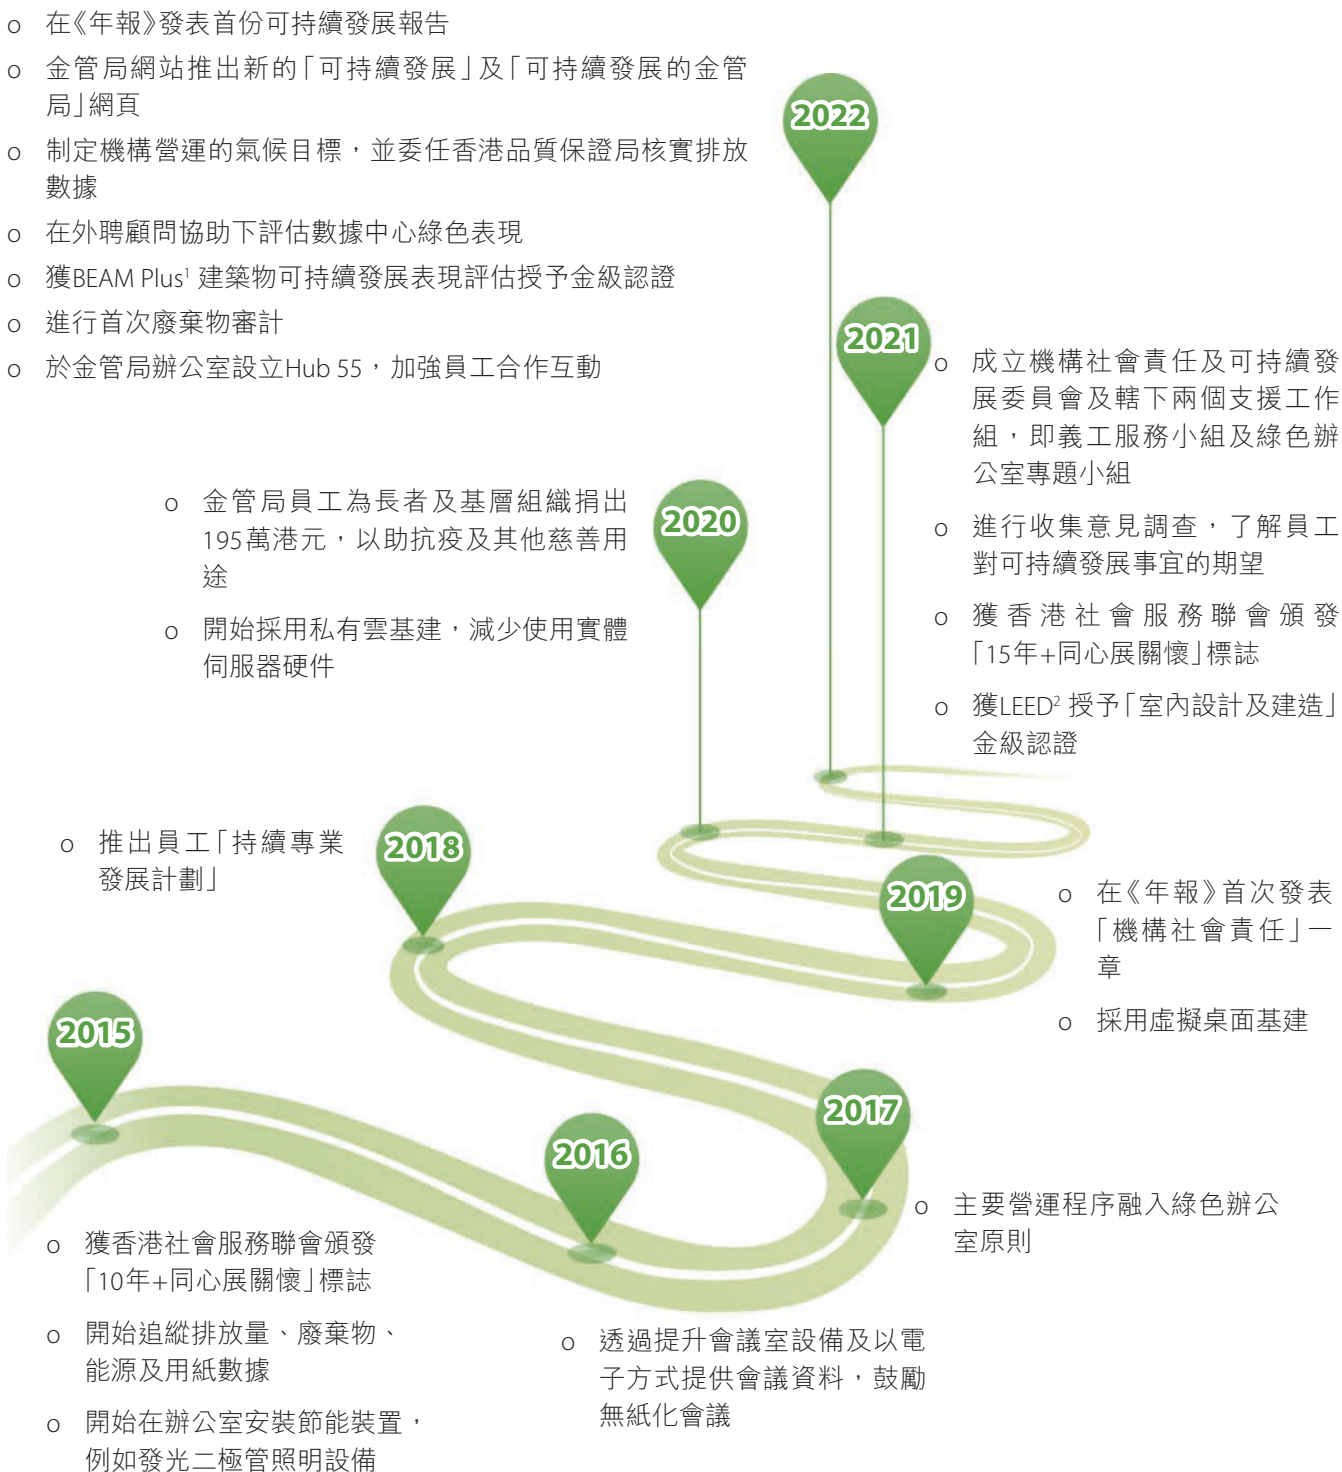 o 在《年報》發表首份可持續發展報告
o 金管局網站推出新的「可持續發展」及「可持續發展的金管
局」網頁
o 制定機構營運的氣候目標，並委任香港品質保證局核實排放
數據
o 在外聘顧問協助下評估數據中心綠色表現
o 獲BEAM Plus¹ 建築物可持續發展表現評估授予金級認證
o 進行首次廢棄物審計
o 於金管局辦公室設立Hub 55，加強員工合作互動
2022
2021
o 成立機構社會責任及可持續發
展委員會及轄下兩個支援工作
組，即義工服務小組及綠色辦
公室專題小組
o 進行收集意見調查，了解員工
對可持續發展事宜的期望
o 獲香港社會服務聯會頒發
「15年+同心展關懷」標誌
o 獲LEED² 授予「室內設計及建造」
金級認證
o 金管局員工為長者及基層組織捐出
195萬港元，以助抗疫及其他慈善用
途
o 開始採用私有雲基建，減少使用實體
伺服器硬件
2020
o 推出員工「持續專業
發展計劃」
2018
2019
o 在《年報》首次發表
「機構社會責任」一
章
o 採用虛擬桌面基建
2015
2016
2017
o 主要營運程序融入綠色辦公
室原則
o 獲香港社會服務聯會頒發
「10年+同心展關懷」標誌
o 開始追縱排放量、廢棄物、
能源及用紙數據
o 開始在辦公室安裝節能裝置，
例如發光二極管照明設備
o 透過提升會議室設備及以電
子方式提供會議資料，鼓勵
無紙化會議